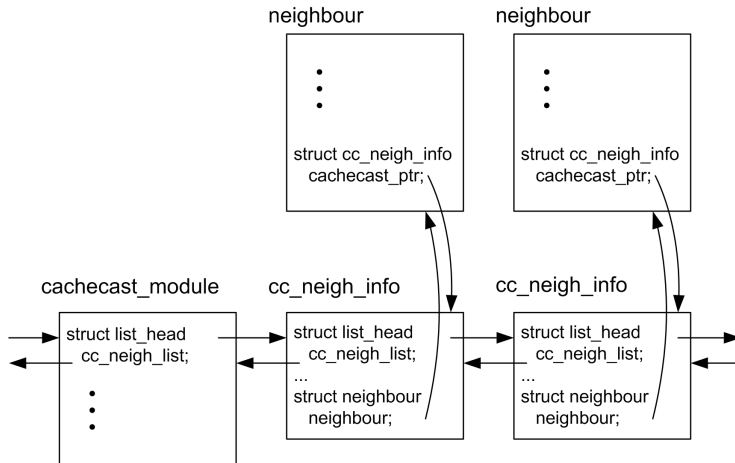 neighbour
neighbour
struct cc_neigh_info
cachecast_ptr;
struct cc_neigh_info
cachecast_ptr;
cachecast_module
cc_neigh_info
cc_neigh_info
struct list_head
cc_neigh_list;
struct list_head
cc_neigh_list;
...
struct neighbour
neighbour;
struct list_head
cc_neigh_list;
...
struct neighbour
neighbour;